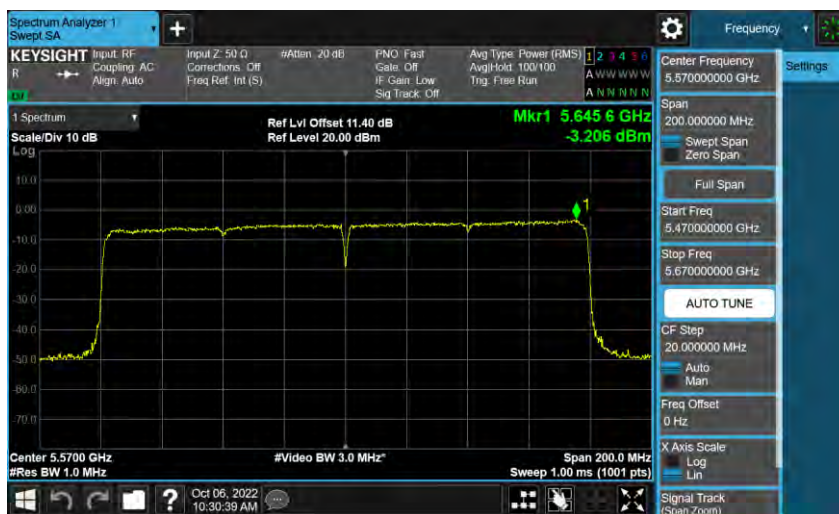 Spectrum Analyzer 1
Swept SA
Frequency
KEYSIGHT
R
Input: RF
Coupling: AC
Align: Auto
Input Z: 50 Ω
Corrections: Off
Freq Ref: Int (S)
#Atten: 20 dB
PNO: Fast
Gate: Off
IF Gain: Low
Sig Track: Off
Avg Type: Power (RMS)
Avg|Hold: 100/100
Trig: Free Run
1 2 3 4 5 6
A W W W W W
A N N N N N
1 Spectrum
Scale/Div 10 dB
Log
Ref Lvl Offset 11.40 dB
Ref Level 20.00 dBm
Mkr1 5.645 6 GHz
-3.206 dBm
10.0
0.00
-10.0
-20.0
-30.0
-40.0
-50.0
-60.0
-70.0
1
Center 5.5700 GHz
#Res BW 1.0 MHz
#Video BW 3.0 MHz*
Span 200.0 MHz
Sweep 1.00 ms (1001 pts)
Oct 06, 2022
10:30:39 AM
Center Frequency
5.570000000 GHz
Settings
Span
200.000000 MHz
Swept Span
Zero Span
Full Span
Start Freq
5.470000000 GHz
Stop Freq
5.670000000 GHz
AUTO TUNE
CF Step
20.000000 MHz
Auto
Man
Freq Offset
0 Hz
X Axis Scale
Log
Lin
Signal Track
(Span Zoom)